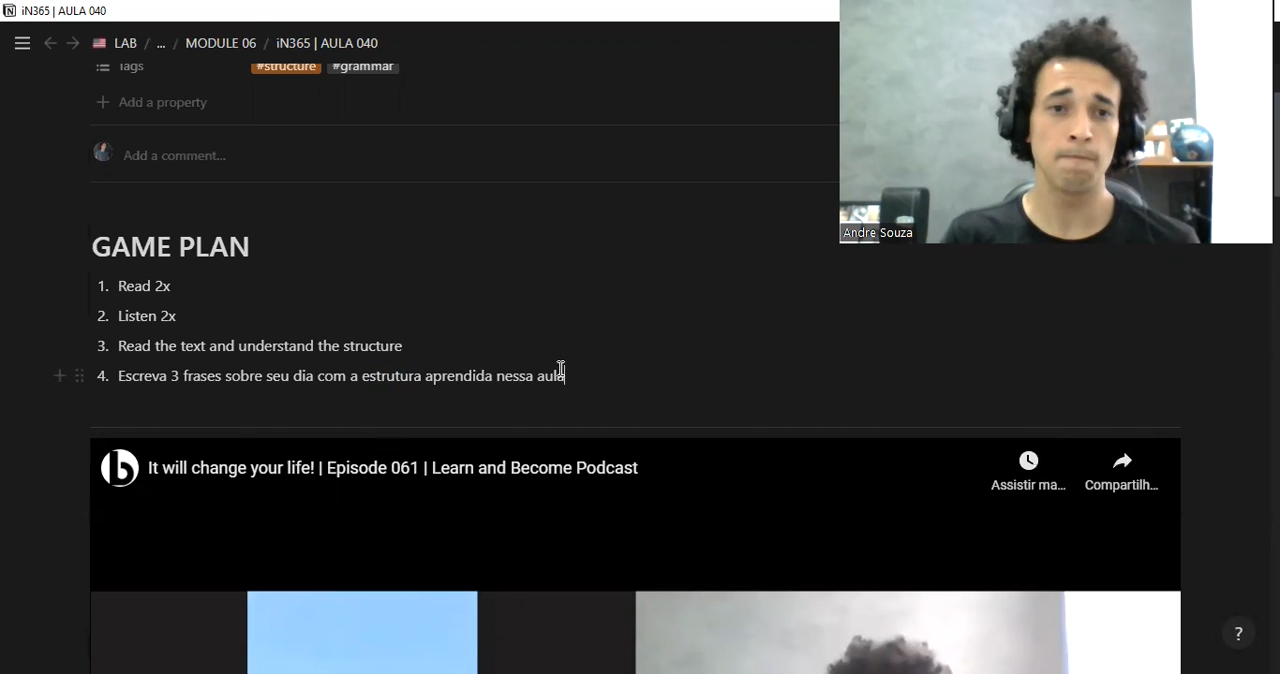 iN365 | AULA 040
LAB / ... / MODULE 06 / iN365 | AULA 040
Tags #structure #grammar
Add a property
Add a comment...
Andre Souza
GAME PLAN
1. Read 2x
2. Listen 2x
3. Read the text and understand the structure
4. Escreva 3 frases sobre seu dia com a estrutura aprendida nessa aula
It will change your life! | Episode 061 | Learn and Become Podcast
Assistir ma... Compartilh...
?